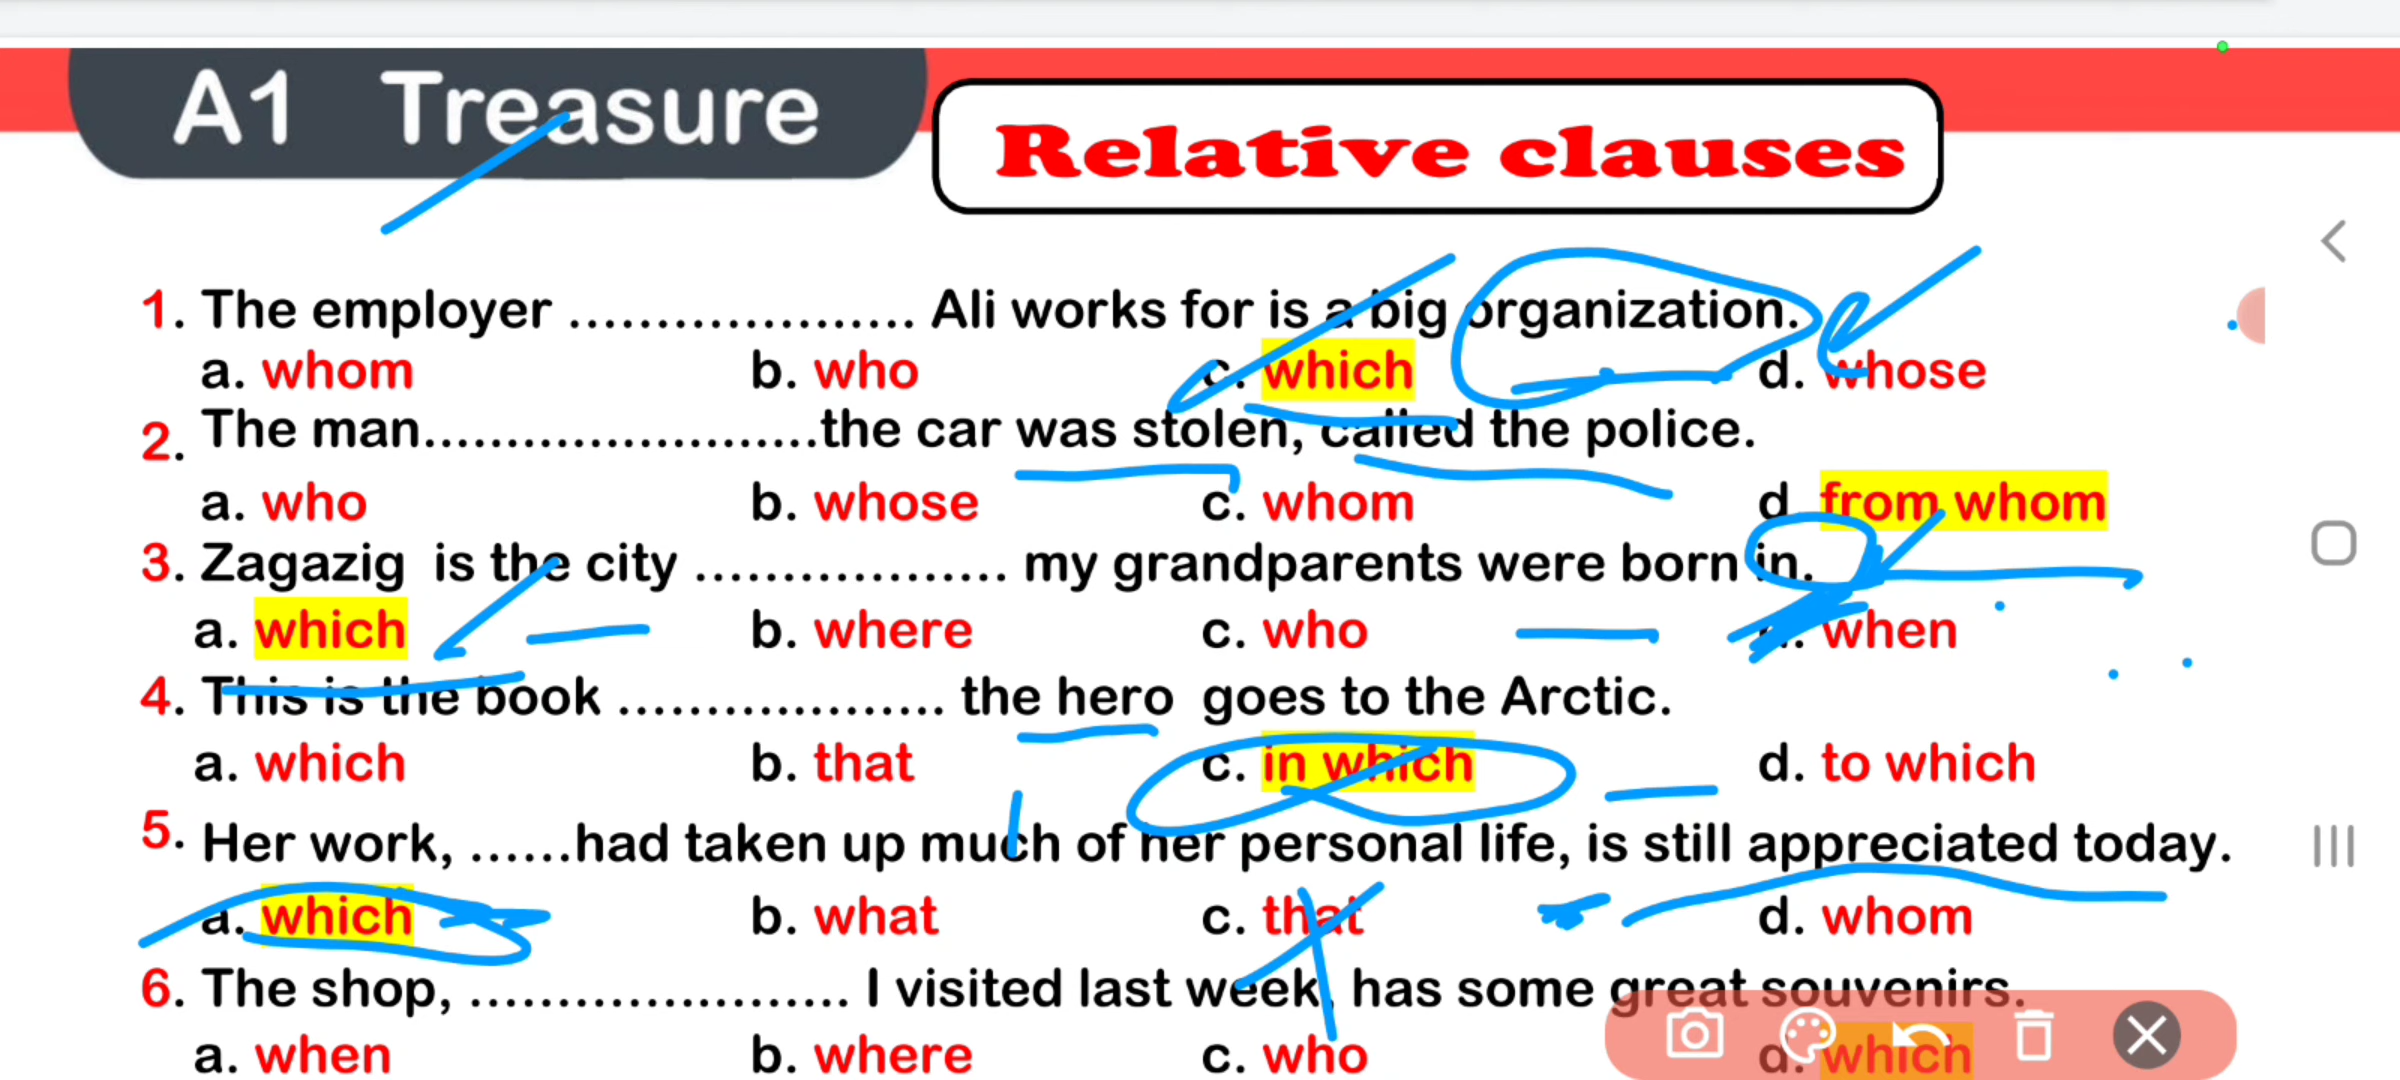 A1 Treasure
Relative clauses
1. The employer ..................... Ali works for is a big organization.
a. whom b. who c. which d. whose
2. The man........................the car was stolen, called the police.
a. who b. whose c. whom d from whom
3. Zagazig is the city ................... my grandparents were born in.
a. which b. where c. who d. when
4. This is the book .................... the hero goes to the Arctic.
a. which b. that c. in which d. to which
5. Her work, ......had taken up much of her personal life, is still appreciated today.
a. which b. what c. that d. whom
6. The shop, ....................... I visited last week, has some great souvenirs.
a. when b. where c. who d. which